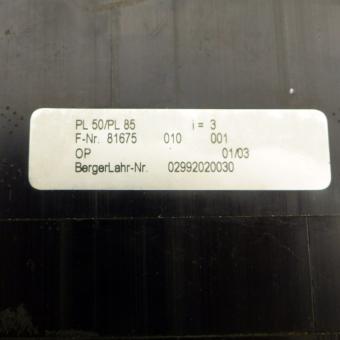 PL 50/PL 85 i = 3
F-Nr. 81675 010 001
OP 01/03
BergerLahr-Nr. 02992020030